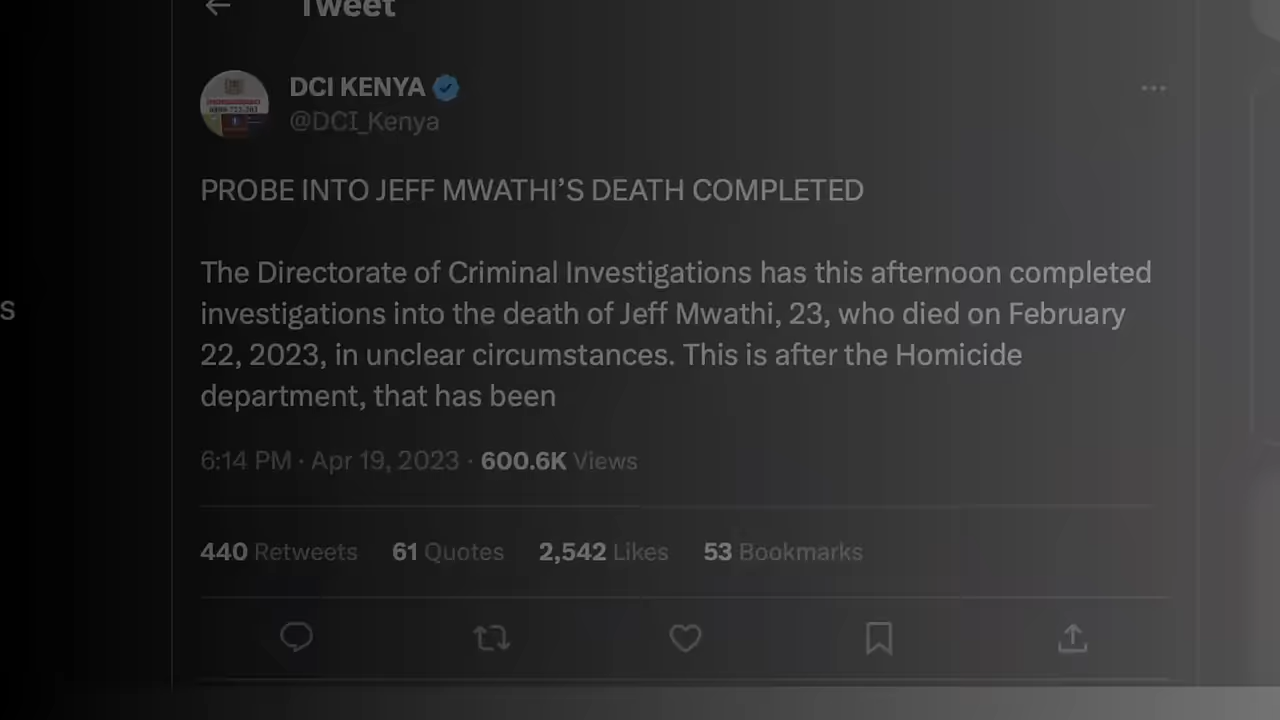 Tweet
DCI KENYA
@DCI_Kenya
PROBE INTO JEFF MWATHI'S DEATH COMPLETED
The Directorate of Criminal Investigations has this afternoon completed
investigations into the death of Jeff Mwathi, 23, who died on February
22, 2023, in unclear circumstances. This is after the Homicide
department, that has been
s
6:14 PM · Apr 19, 2023 · 600.6K Views
440 Retweets 61 Quotes 2,542 Likes 53 Bookmarks